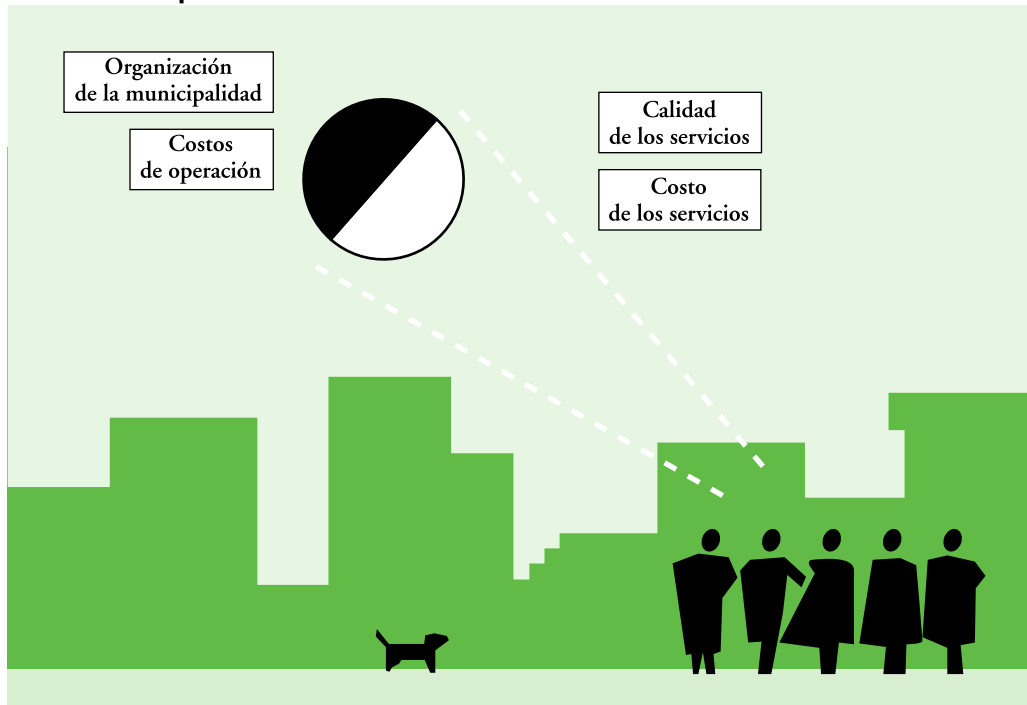 Organización
de la municipalidad
Costos
de operación
Calidad
de los servicios
Costo
de los servicios